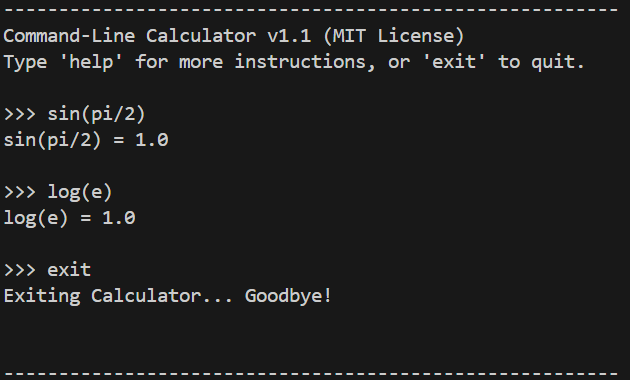 --------------------------------------------------------
Command-Line Calculator v1.1 (MIT License)
Type 'help' for more instructions, or 'exit' to quit.
>>> sin(pi/2)
sin(pi/2) = 1.0
>>> log(e)
log(e) = 1.0
>>> exit
Exiting Calculator... Goodbye!
--------------------------------------------------------